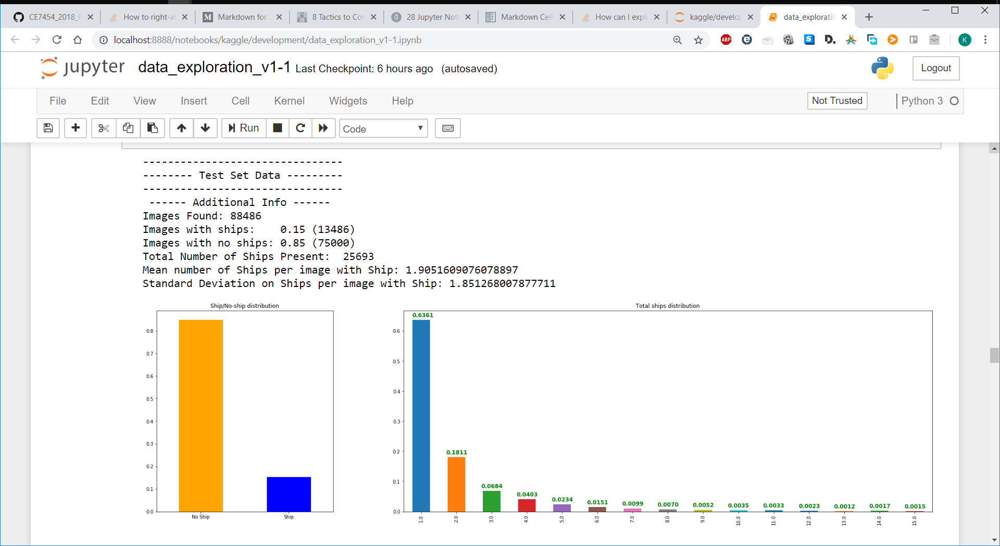 CE7454_2018_P
How to right-al
Markdown for J
8 Tactics to Con
28 Jupyter Note
Markdown Cell
How can I expli
kaggle/develop
data_exploratio
localhost:8888/notebooks/kaggle/development/data_exploration_v1-1.ipynb
ABP
S
D.
K
jupyter data_exploration_v1-1 Last Checkpoint: 6 hours ago (autosaved)
Logout
File Edit View Insert Cell Kernel Widgets Help
Not Trusted
Python 3
Run
Code
--------------------------------
-------- Test Set Data ---------
--------------------------------
------ Additional Info ------
Images Found: 88486
Images with ships: 0.15 (13486)
Images with no ships: 0.85 (75000)
Total Number of Ships Present: 25693
Mean number of Ships per image with Ship: 1.9051609076078897
Standard Deviation on Ships per image with Ship: 1.851268007877711
Ship/No-ship distribution
0.8
0.7
0.6
0.5
0.4
0.3
0.2
0.1
0.0
No Ship Ship
Total ships distribution
0.6
0.5
0.4
0.3
0.2
0.1
0.0
0.6361
0.1811
0.0684
0.0403
0.0234
0.0151
0.0099
0.0070
0.0052
0.0035
0.0033
0.0023
0.0012
0.0017
0.0015
1.0 2.0 3.0 4.0 5.0 6.0 7.0 8.0 9.0 10.0 11.0 12.0 13.0 14.0 15.0